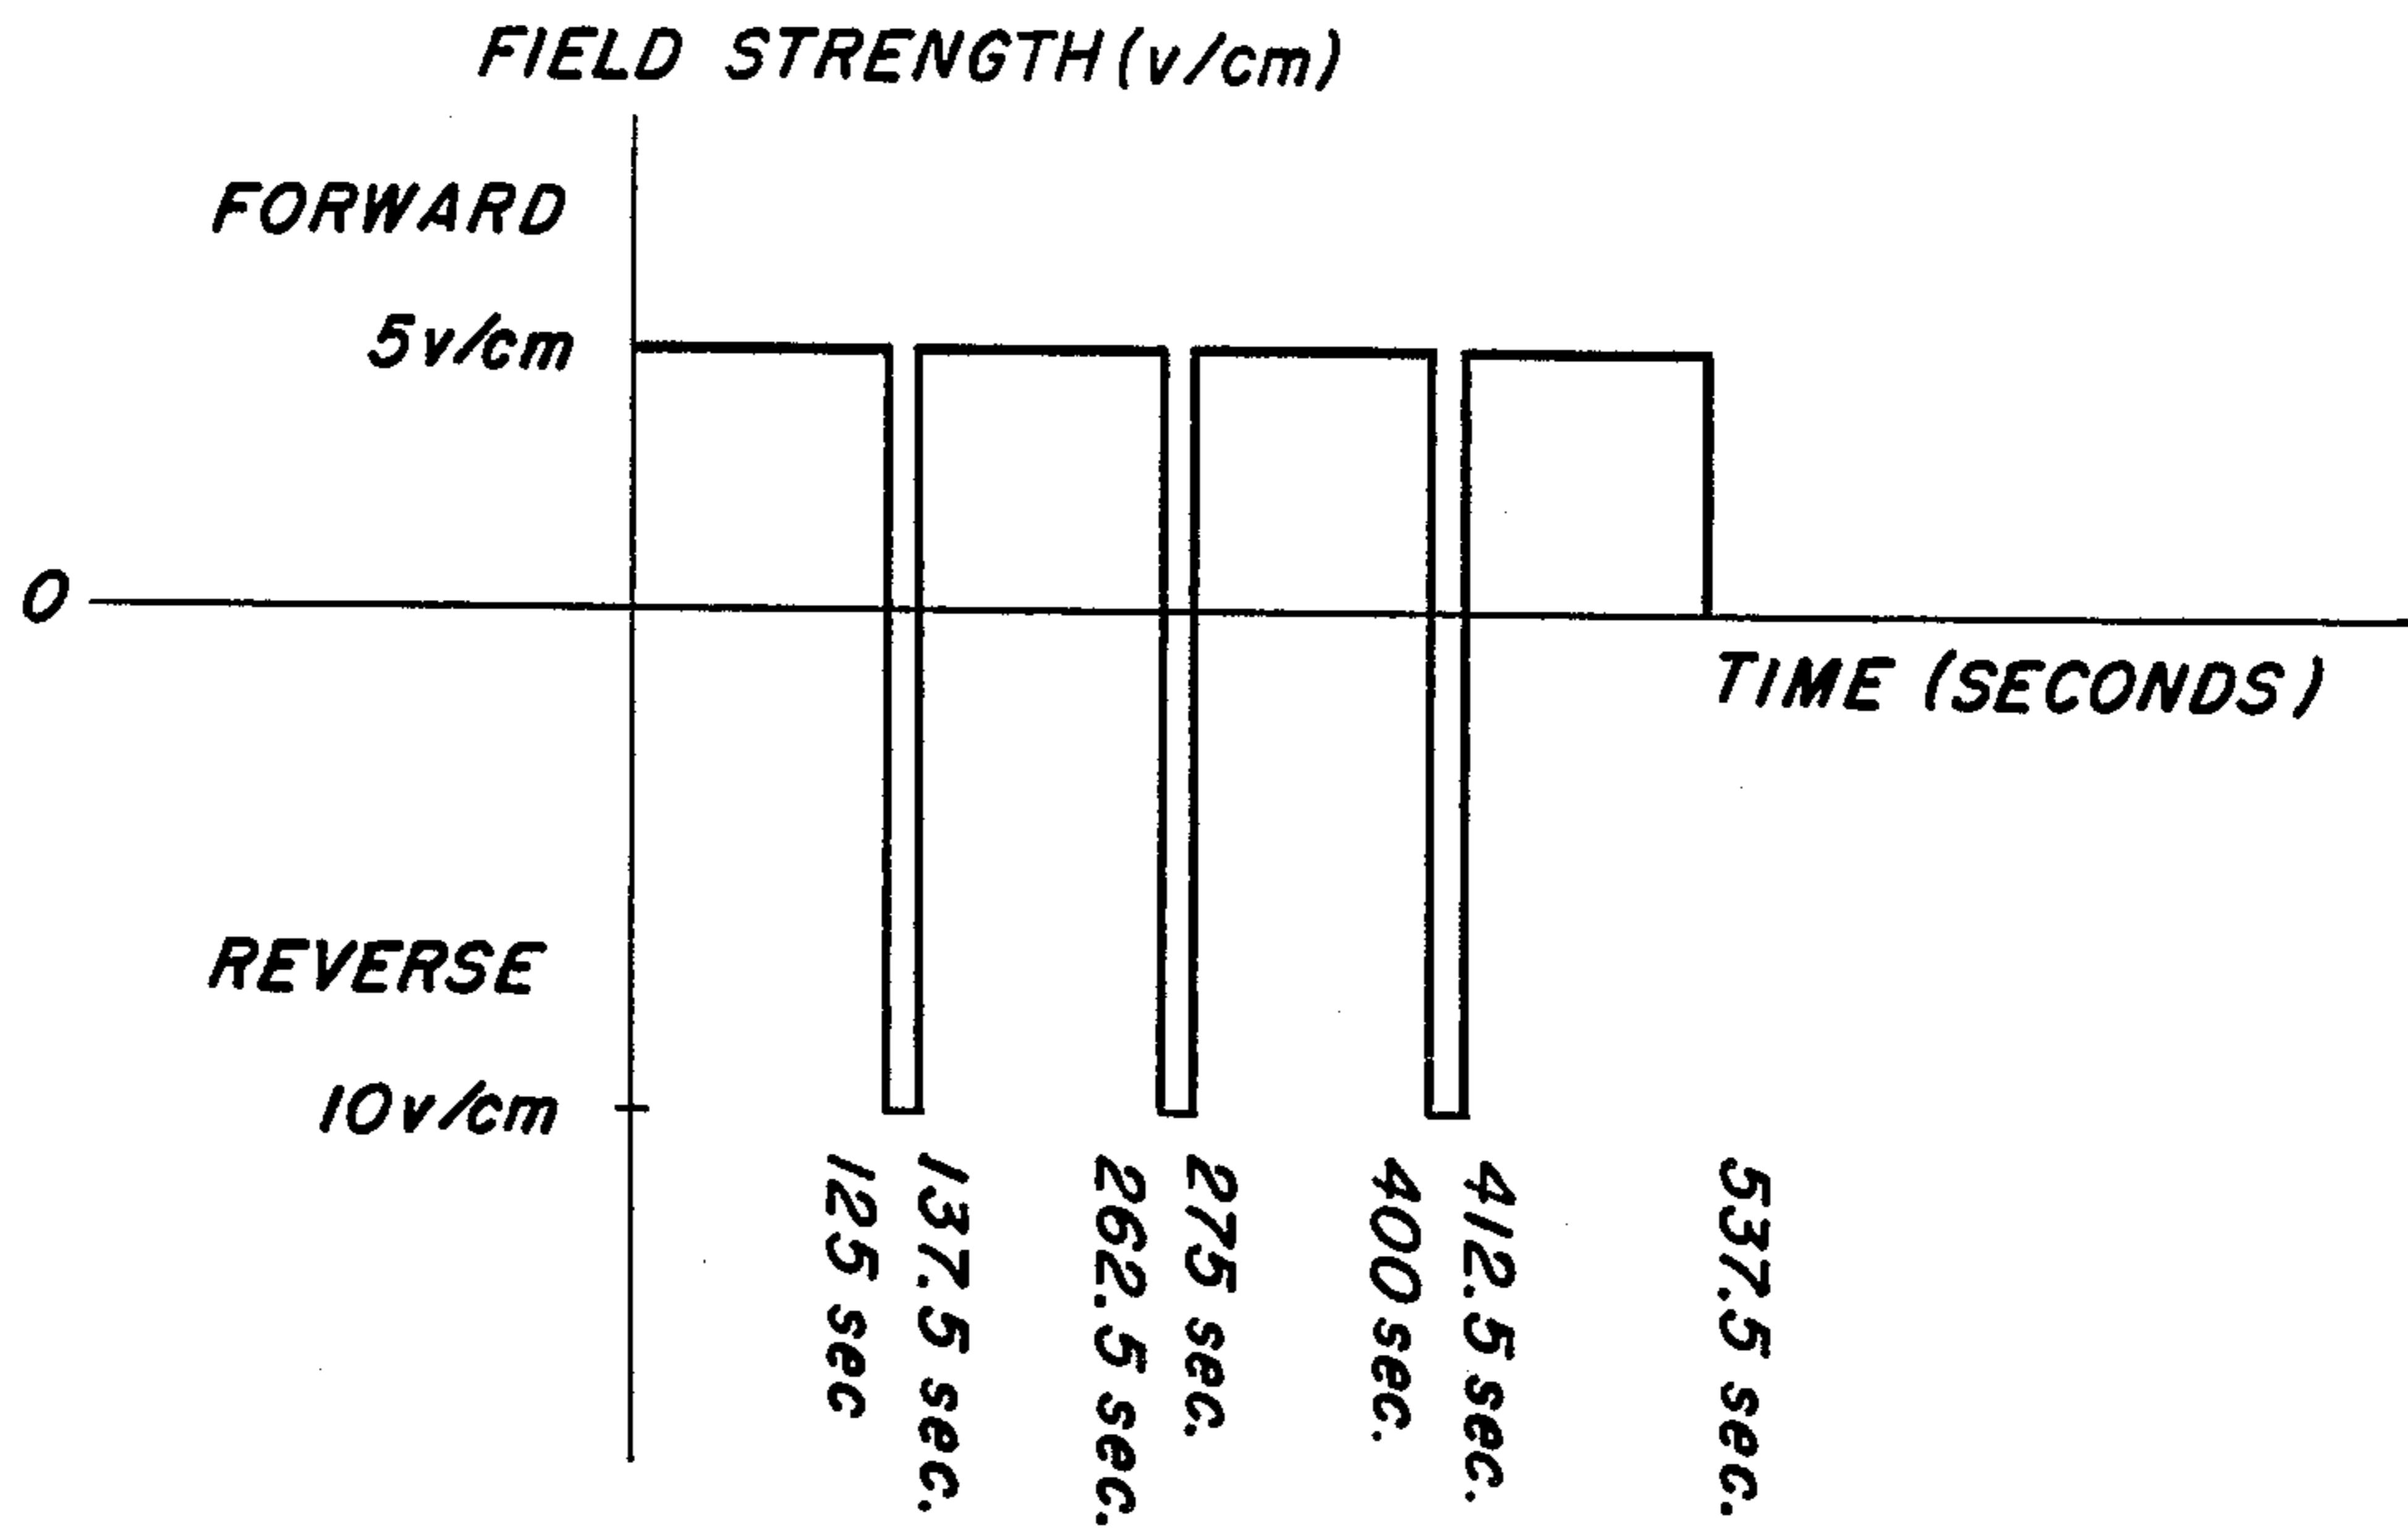 FIELD STRENGTH (v/cm)
FORWARD
5v/cm
0
TIME (SECONDS)
REVERSE
10v/cm
125 sec
137.5 sec.
262.5 sec.
275 sec.
400 sec.
412.5 sec.
537.5 sec.